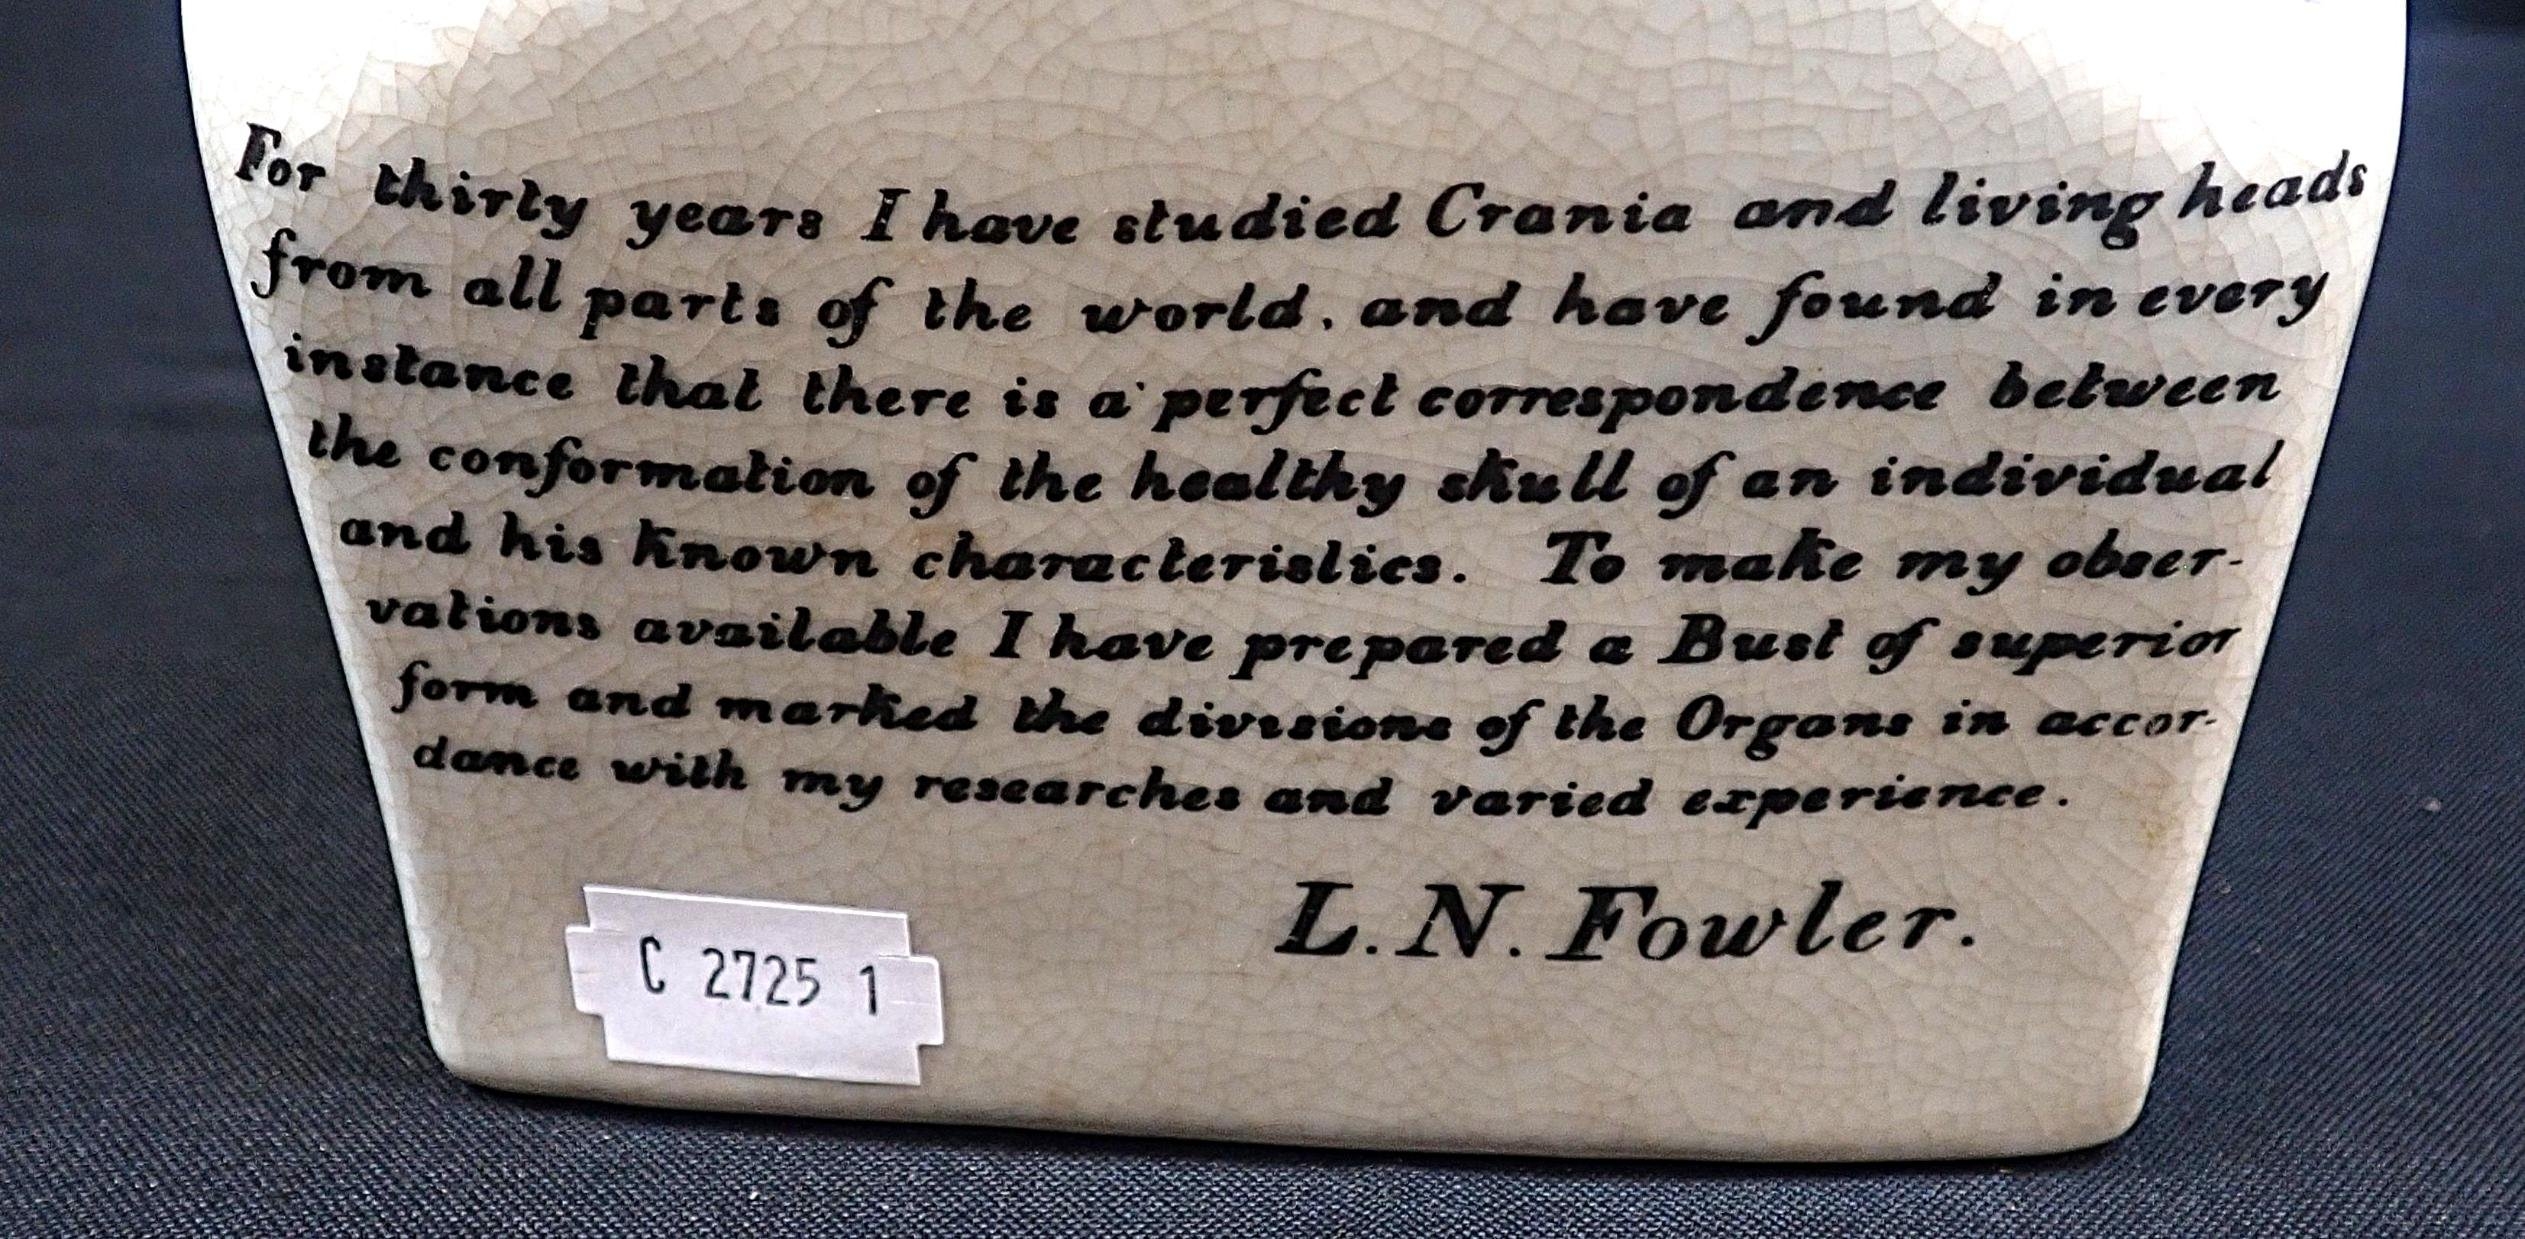 For thirty years I have studied Crania and living heads
from all parts of the world, and have found in every
instance that there is a perfect correspondence between
the conformation of the healthy skull of an individual
and his known characteristics. To make my obser-
vations available I have prepared a Bust of superior
form and marked the divisions of the Organs in accor-
dance with my researches and varied experience.
L. N. Fowler.
C 2725 1